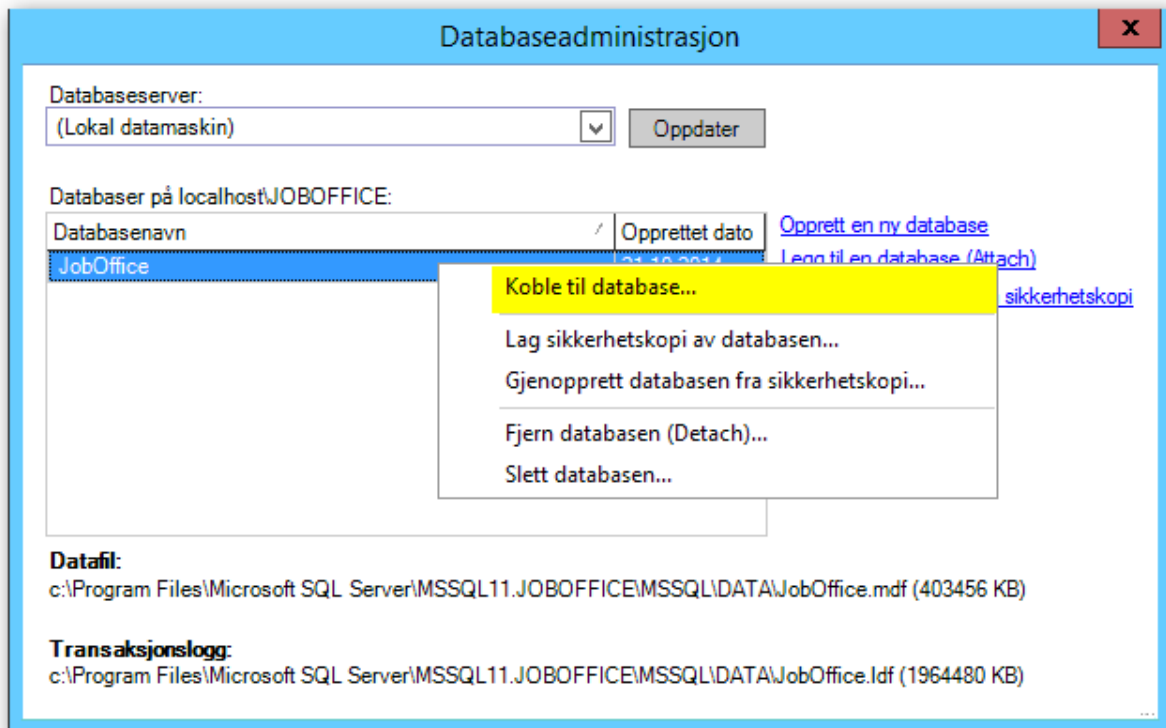 Databaseadministrasjon
x
Databaseserver:
(Lokal datamaskin)
Oppdater
Databaser på localhost\JOBOFFICE:
Databasenavn
Opprettet dato
Opprett en ny database
JobOffice
21.10.2014
Legg til en database (Attach)
sikkerhetskopi
Koble til database...
Lag sikkerhetskopi av databasen...
Gjenopprett databasen fra sikkerhetskopi...
Fjern databasen (Detach)...
Slett databasen...
Datafil:
c:\Program Files\Microsoft SQL Server\MSSQL11.JOBOFFICE\MSSQL\DATA\JobOffice.mdf (403456 KB)
Transaksjonslogg:
c:\Program Files\Microsoft SQL Server\MSSQL11.JOBOFFICE\MSSQL\DATA\JobOffice.ldf (1964480 KB)